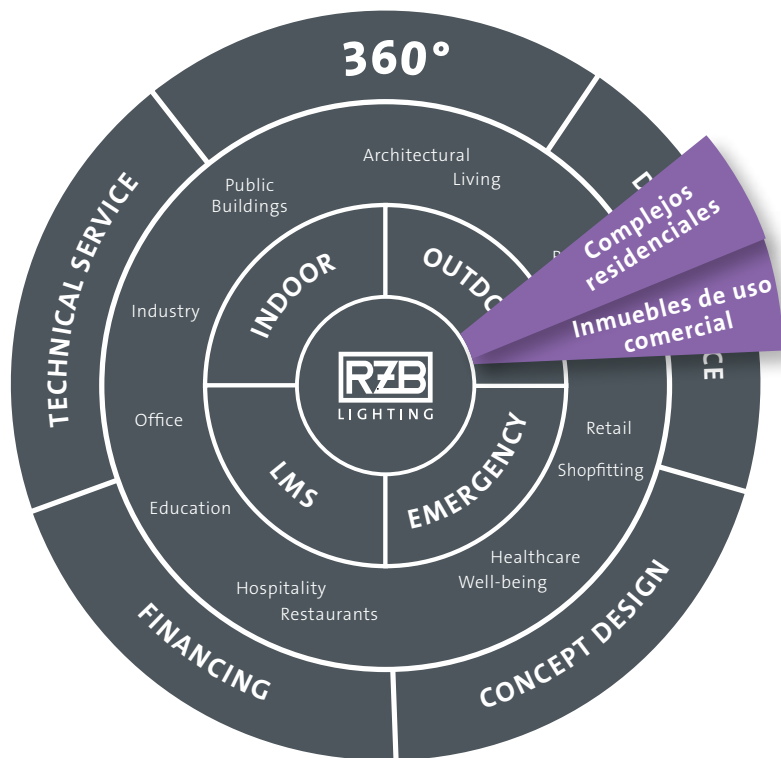 360°
TECHNICAL SERVICE
Architectural
Living
Public
Buildings
INDOOR
Complejos
residenciales
Inmuebles de uso
comercial
Industry
RZB
LIGHTING
Office
Retail
Shopfitting
LMS
EMERGENCY
Education
Healthcare
Well-being
Hospitality
Restaurants
FINANCING
CONCEPT DESIGN